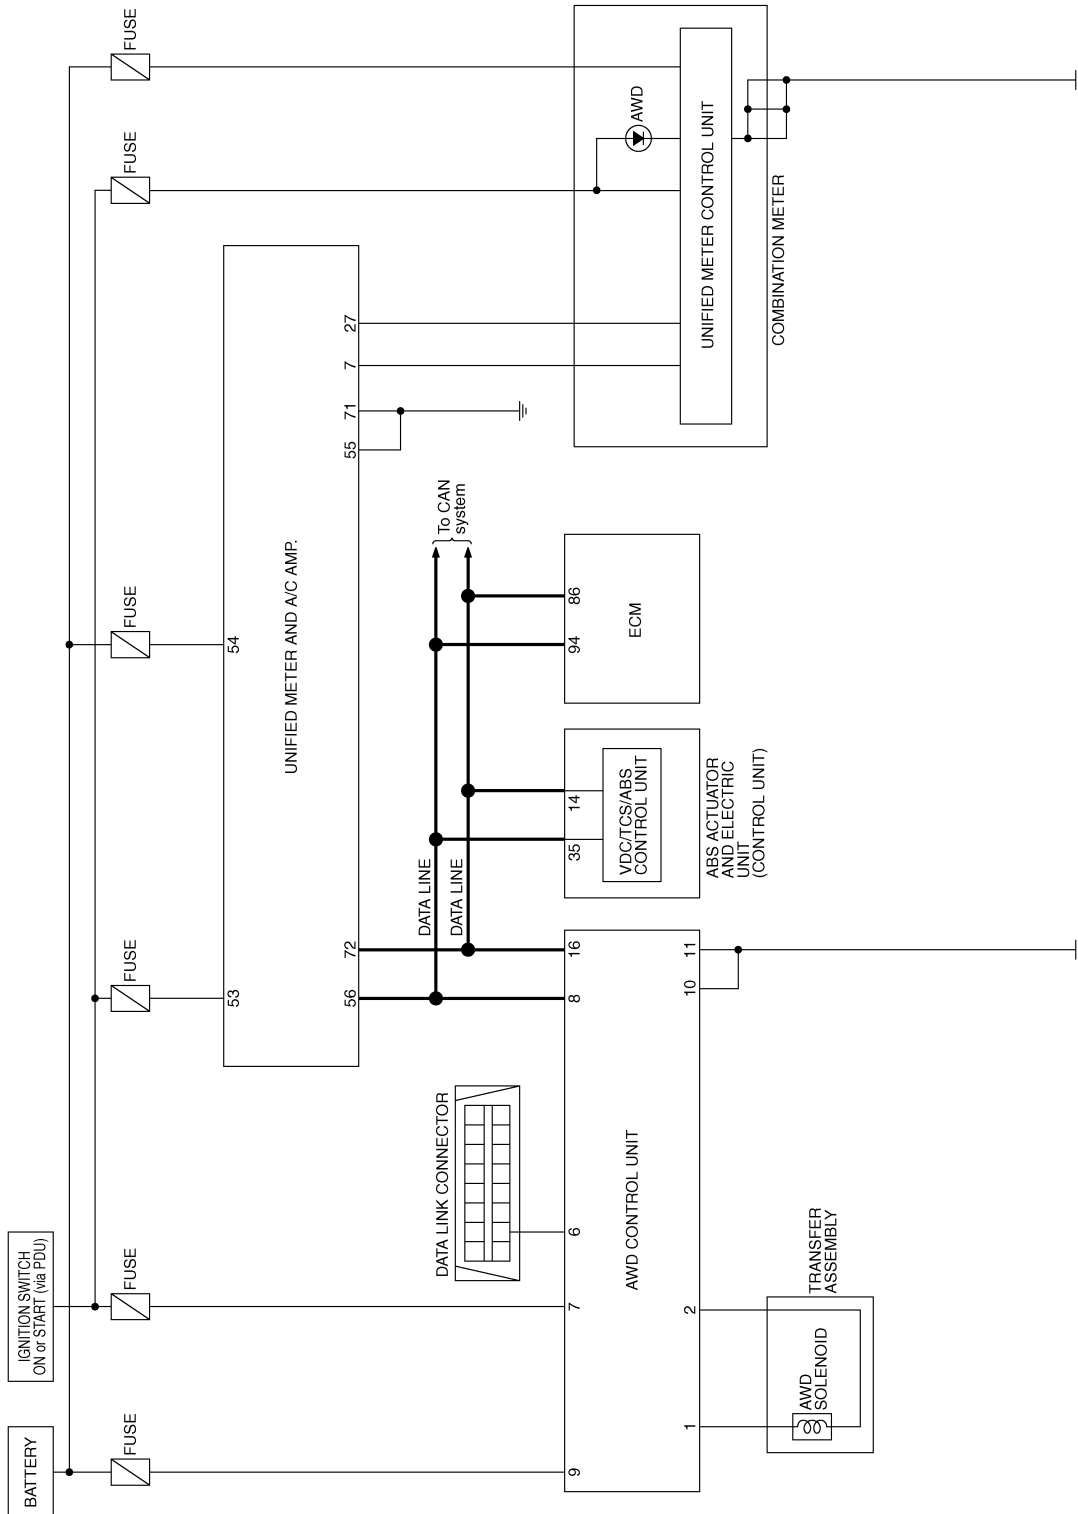 BATTERY
IGNITION SWITCH
ON or START (via PDU)
FUSE
FUSE
FUSE
FUSE
FUSE
FUSE
53
54
UNIFIED METER AND A/C AMP.
56
72
55
71
7
27
DATA LINK CONNECTOR
DATA LINE
DATA LINE
To CAN
system
9
7
6
8
16
AWD CONTROL UNIT
1
2
10
11
35
14
VDC/TCS/ABS
CONTROL UNIT
ABS ACTUATOR
AND ELECTRIC
UNIT
(CONTROL UNIT)
94
86
ECM
AWD
UNIFIED METER CONTROL UNIT
COMBINATION METER
AWD
SOLENOID
TRANSFER
ASSEMBLY